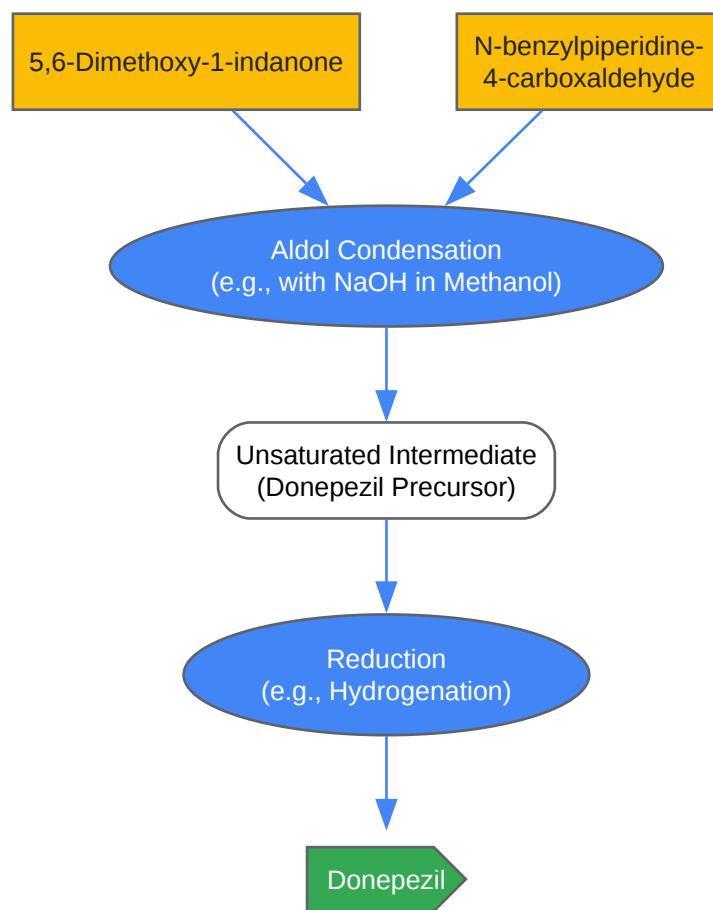 5,6-Dimethoxy-1-indanone
N-benzylpiperidine-
4-carboxaldehyde
Aldol Condensation
(e.g., with NaOH in Methanol)
Unsaturated Intermediate
(Donepezil Precursor)
Reduction
(e.g., Hydrogenation)
Donepezil